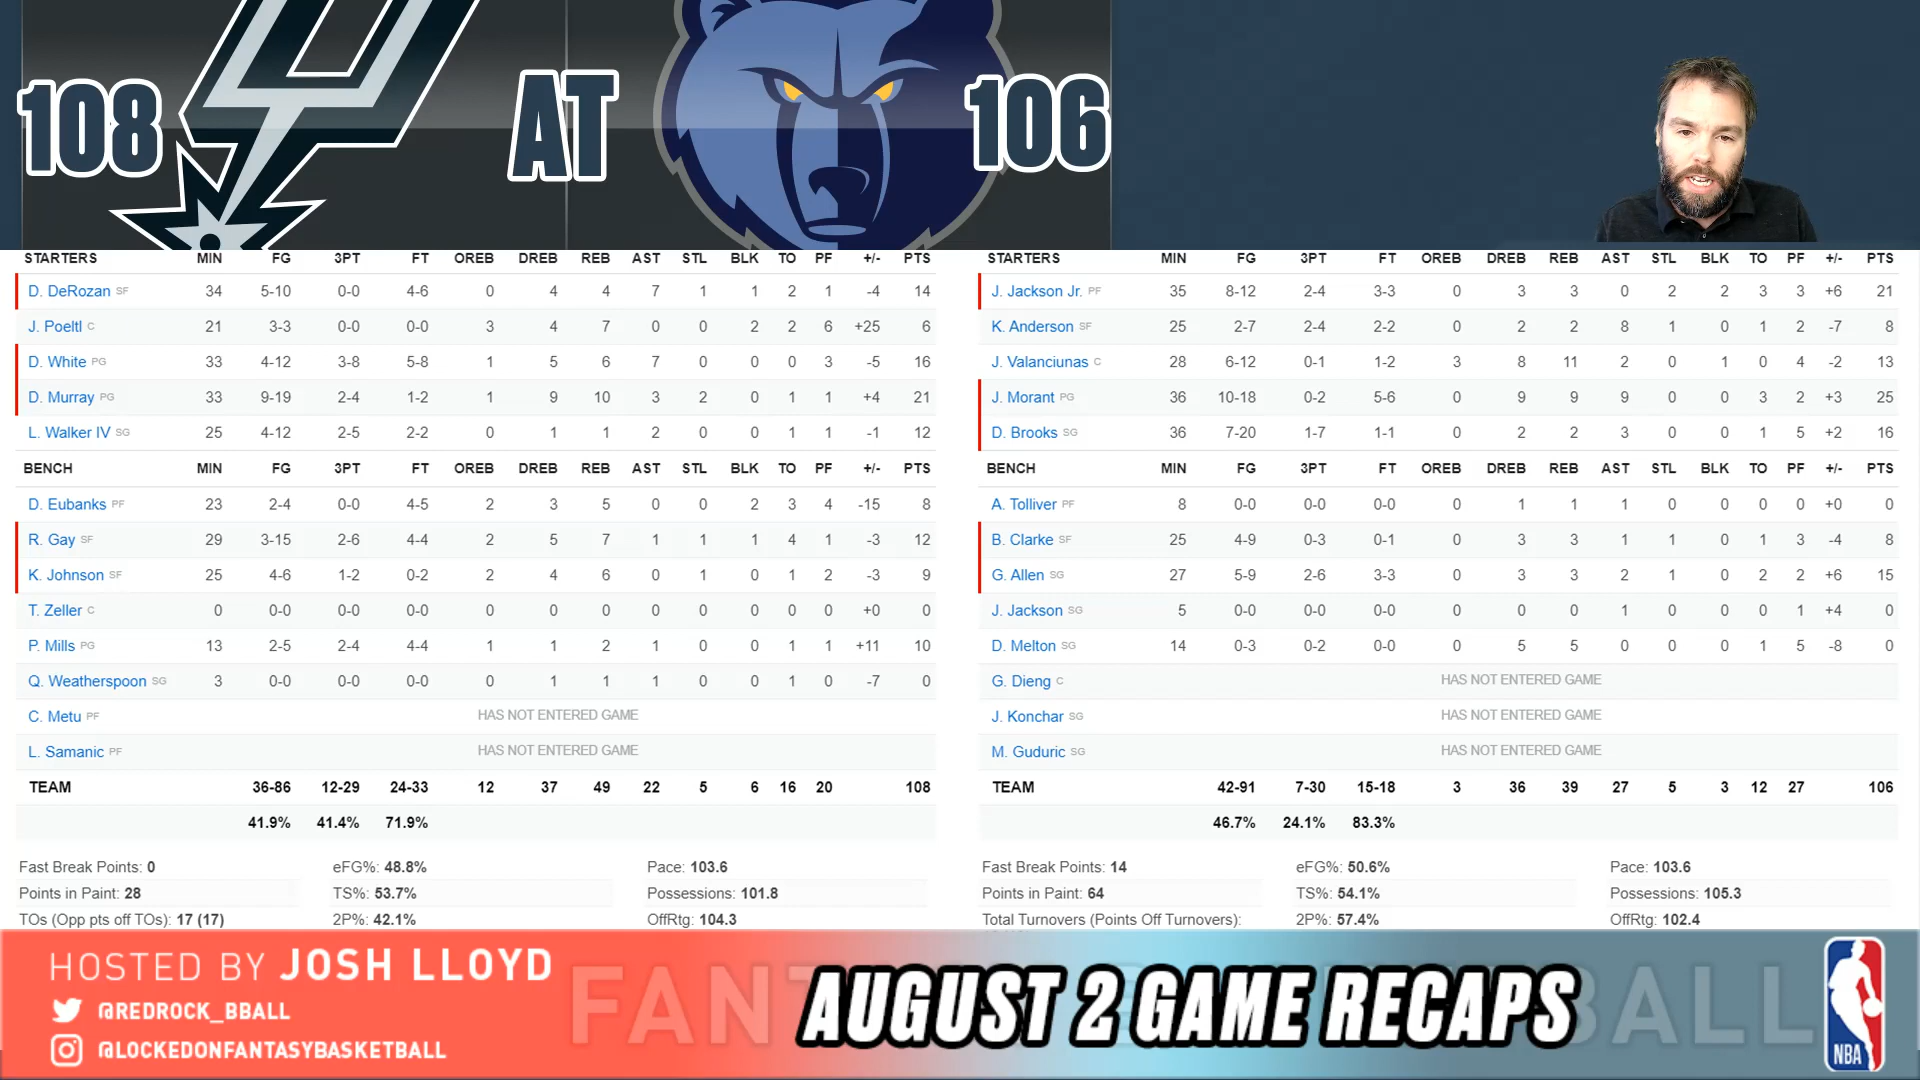 108 AT 106
STARTERS MIN FG 3PT FT OREB DREB REB AST STL BLK TO PF +/- PTS
D. DeRozan SF 34 5-10 0-0 4-6 0 4 4 7 1 1 2 1 -4 14
J. Poeltl C 21 3-3 0-0 0-0 3 4 7 0 0 2 2 6 +25 6
D. White PG 33 4-12 3-8 5-8 1 5 6 7 0 0 0 3 -5 16
D. Murray PG 33 9-19 2-4 1-2 1 9 10 3 2 0 1 1 +4 21
L. Walker IV SG 25 4-12 2-5 2-2 0 1 1 2 0 0 1 1 -1 12
BENCH MIN FG 3PT FT OREB DREB REB AST STL BLK TO PF +/- PTS
D. Eubanks PF 23 2-4 0-0 4-5 2 3 5 0 0 2 3 4 -15 8
R. Gay SF 29 3-15 2-6 4-4 2 5 7 1 1 1 4 1 -3 12
K. Johnson SF 25 4-6 1-2 0-2 2 4 6 0 1 0 1 2 -3 9
T. Zeller C 0 0-0 0-0 0-0 0 0 0 0 0 0 0 0 +0 0
P. Mills PG 13 2-5 2-4 4-4 1 1 2 1 0 0 1 1 +11 10
Q. Weatherspoon SG 3 0-0 0-0 0-0 0 1 1 1 0 0 1 0 -7 0
C. Metu PF HAS NOT ENTERED GAME
L. Samanic PF HAS NOT ENTERED GAME
TEAM 36-86 12-29 24-33 12 37 49 22 5 6 16 20 108
41.9% 41.4% 71.9%
Fast Break Points: 0 eFG%: 48.8% Pace: 103.6
Points in Paint: 28 TS%: 53.7% Possessions: 101.8
TOs (Opp pts off TOs): 17 (17) 2P%: 42.1% OffRtg: 104.3
STARTERS MIN FG 3PT FT OREB DREB REB AST STL BLK TO PF +/- PTS
J. Jackson Jr. PF 35 8-12 2-4 3-3 0 3 3 0 2 2 3 3 +6 21
K. Anderson SF 25 2-7 2-4 2-2 0 2 2 8 1 0 1 2 -7 8
J. Valanciunas C 28 6-12 0-1 1-2 3 8 11 2 0 1 0 4 -2 13
J. Morant PG 36 10-18 0-2 5-6 0 9 9 9 0 0 3 2 +3 25
D. Brooks SG 36 7-20 1-7 1-1 0 2 2 3 0 0 1 5 +2 16
BENCH MIN FG 3PT FT OREB DREB REB AST STL BLK TO PF +/- PTS
A. Tolliver PF 8 0-0 0-0 0-0 0 1 1 1 0 0 0 0 +0 0
B. Clarke SF 25 4-9 0-3 0-1 0 3 3 1 1 0 1 3 -4 8
G. Allen SG 27 5-9 2-6 3-3 0 3 3 2 1 0 2 2 +6 15
J. Jackson SG 5 0-0 0-0 0-0 0 0 0 1 0 0 0 1 +4 0
D. Melton SG 14 0-3 0-2 0-0 0 5 5 0 0 0 1 5 -8 0
G. Dieng C HAS NOT ENTERED GAME
J. Konchar SG HAS NOT ENTERED GAME
M. Guduric SG HAS NOT ENTERED GAME
TEAM 42-91 7-30 15-18 3 36 39 27 5 3 12 27 106
46.7% 24.1% 83.3%
Fast Break Points: 14 eFG%: 50.6% Pace: 103.6
Points in Paint: 64 TS%: 54.1% Possessions: 105.3
Total Turnovers (Points Off Turnovers): 2P%: 57.4% OffRtg: 102.4
HOSTED BY JOSH LLOYD
@REDROCK_BBALL
@LOCKEDONFANTASYBASKETBALL
AUGUST 2 GAME RECAPS
NBA